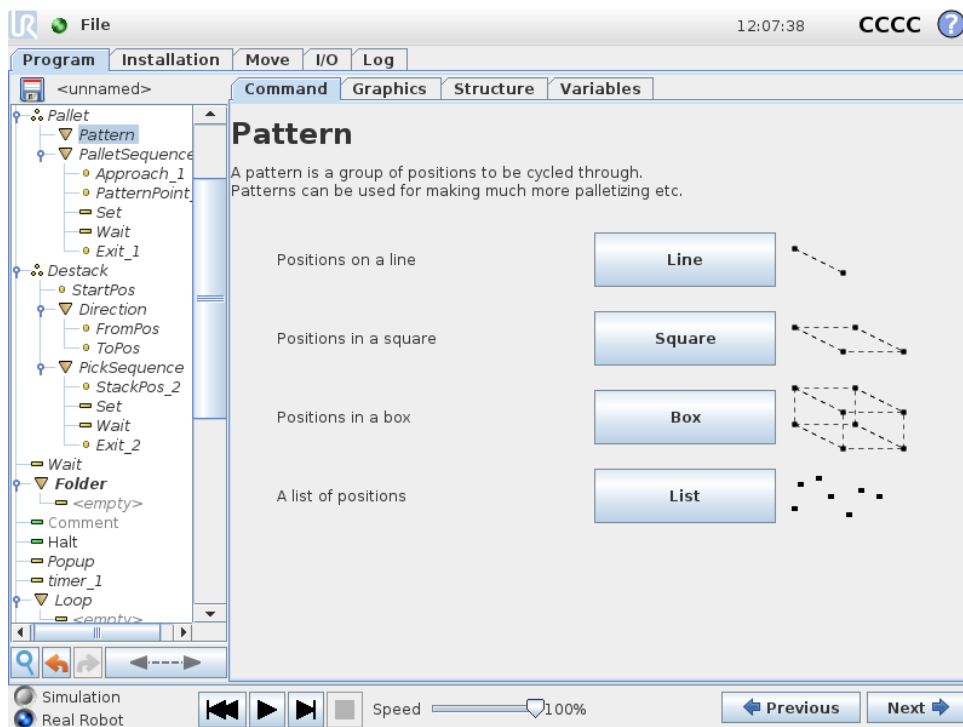 UR File 12:07:38 CCCC ?
Program Installation Move I/O Log
<unnamed> Command Graphics Structure Variables
Pallet
Pattern
PalletSequence
Approach_1
PatternPoint_
Set
Wait
Exit_1
Destack
StartPos
Direction
FromPos
ToPos
PickSequence
StackPos_2
Set
Wait
Exit_2
Wait
Folder
<empty>
Comment
Halt
Popup
timer_1
Loop
<empty>
Pattern
A pattern is a group of positions to be cycled through.
Patterns can be used for making much more palletizing etc.
Positions on a line Line
Positions in a square Square
Positions in a box Box
A list of positions List
Simulation
Real Robot
Speed 100% Previous Next